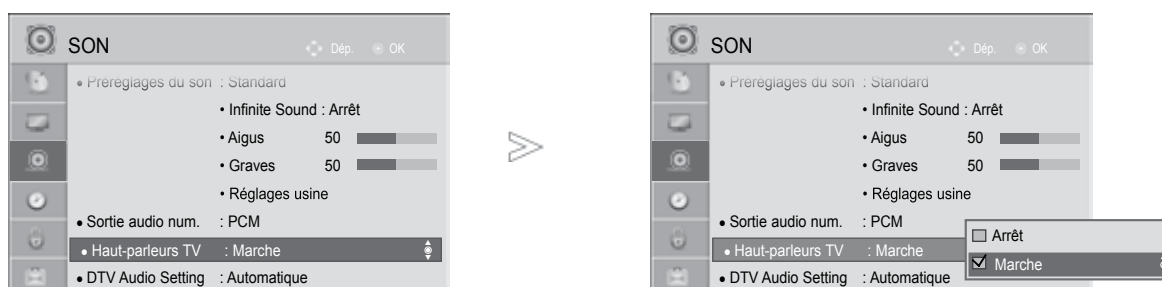 SON Dép. OK
• Préréglages du son : Standard
• Infinite Sound : Arrêt
• Aigus 50
• Graves 50
• Réglages usine
• Sortie audio num. : PCM
• Haut-parleurs TV : Marche
• DTV Audio Setting : Automatique
SON Dép. OK
• Préréglages du son : Standard
• Infinite Sound : Arrêt
• Aigus 50
• Graves 50
• Réglages usine
• Sortie audio num. : PCM
• Haut-parleurs TV : Marche
• DTV Audio Setting : Automatique
Arrêt
Marche